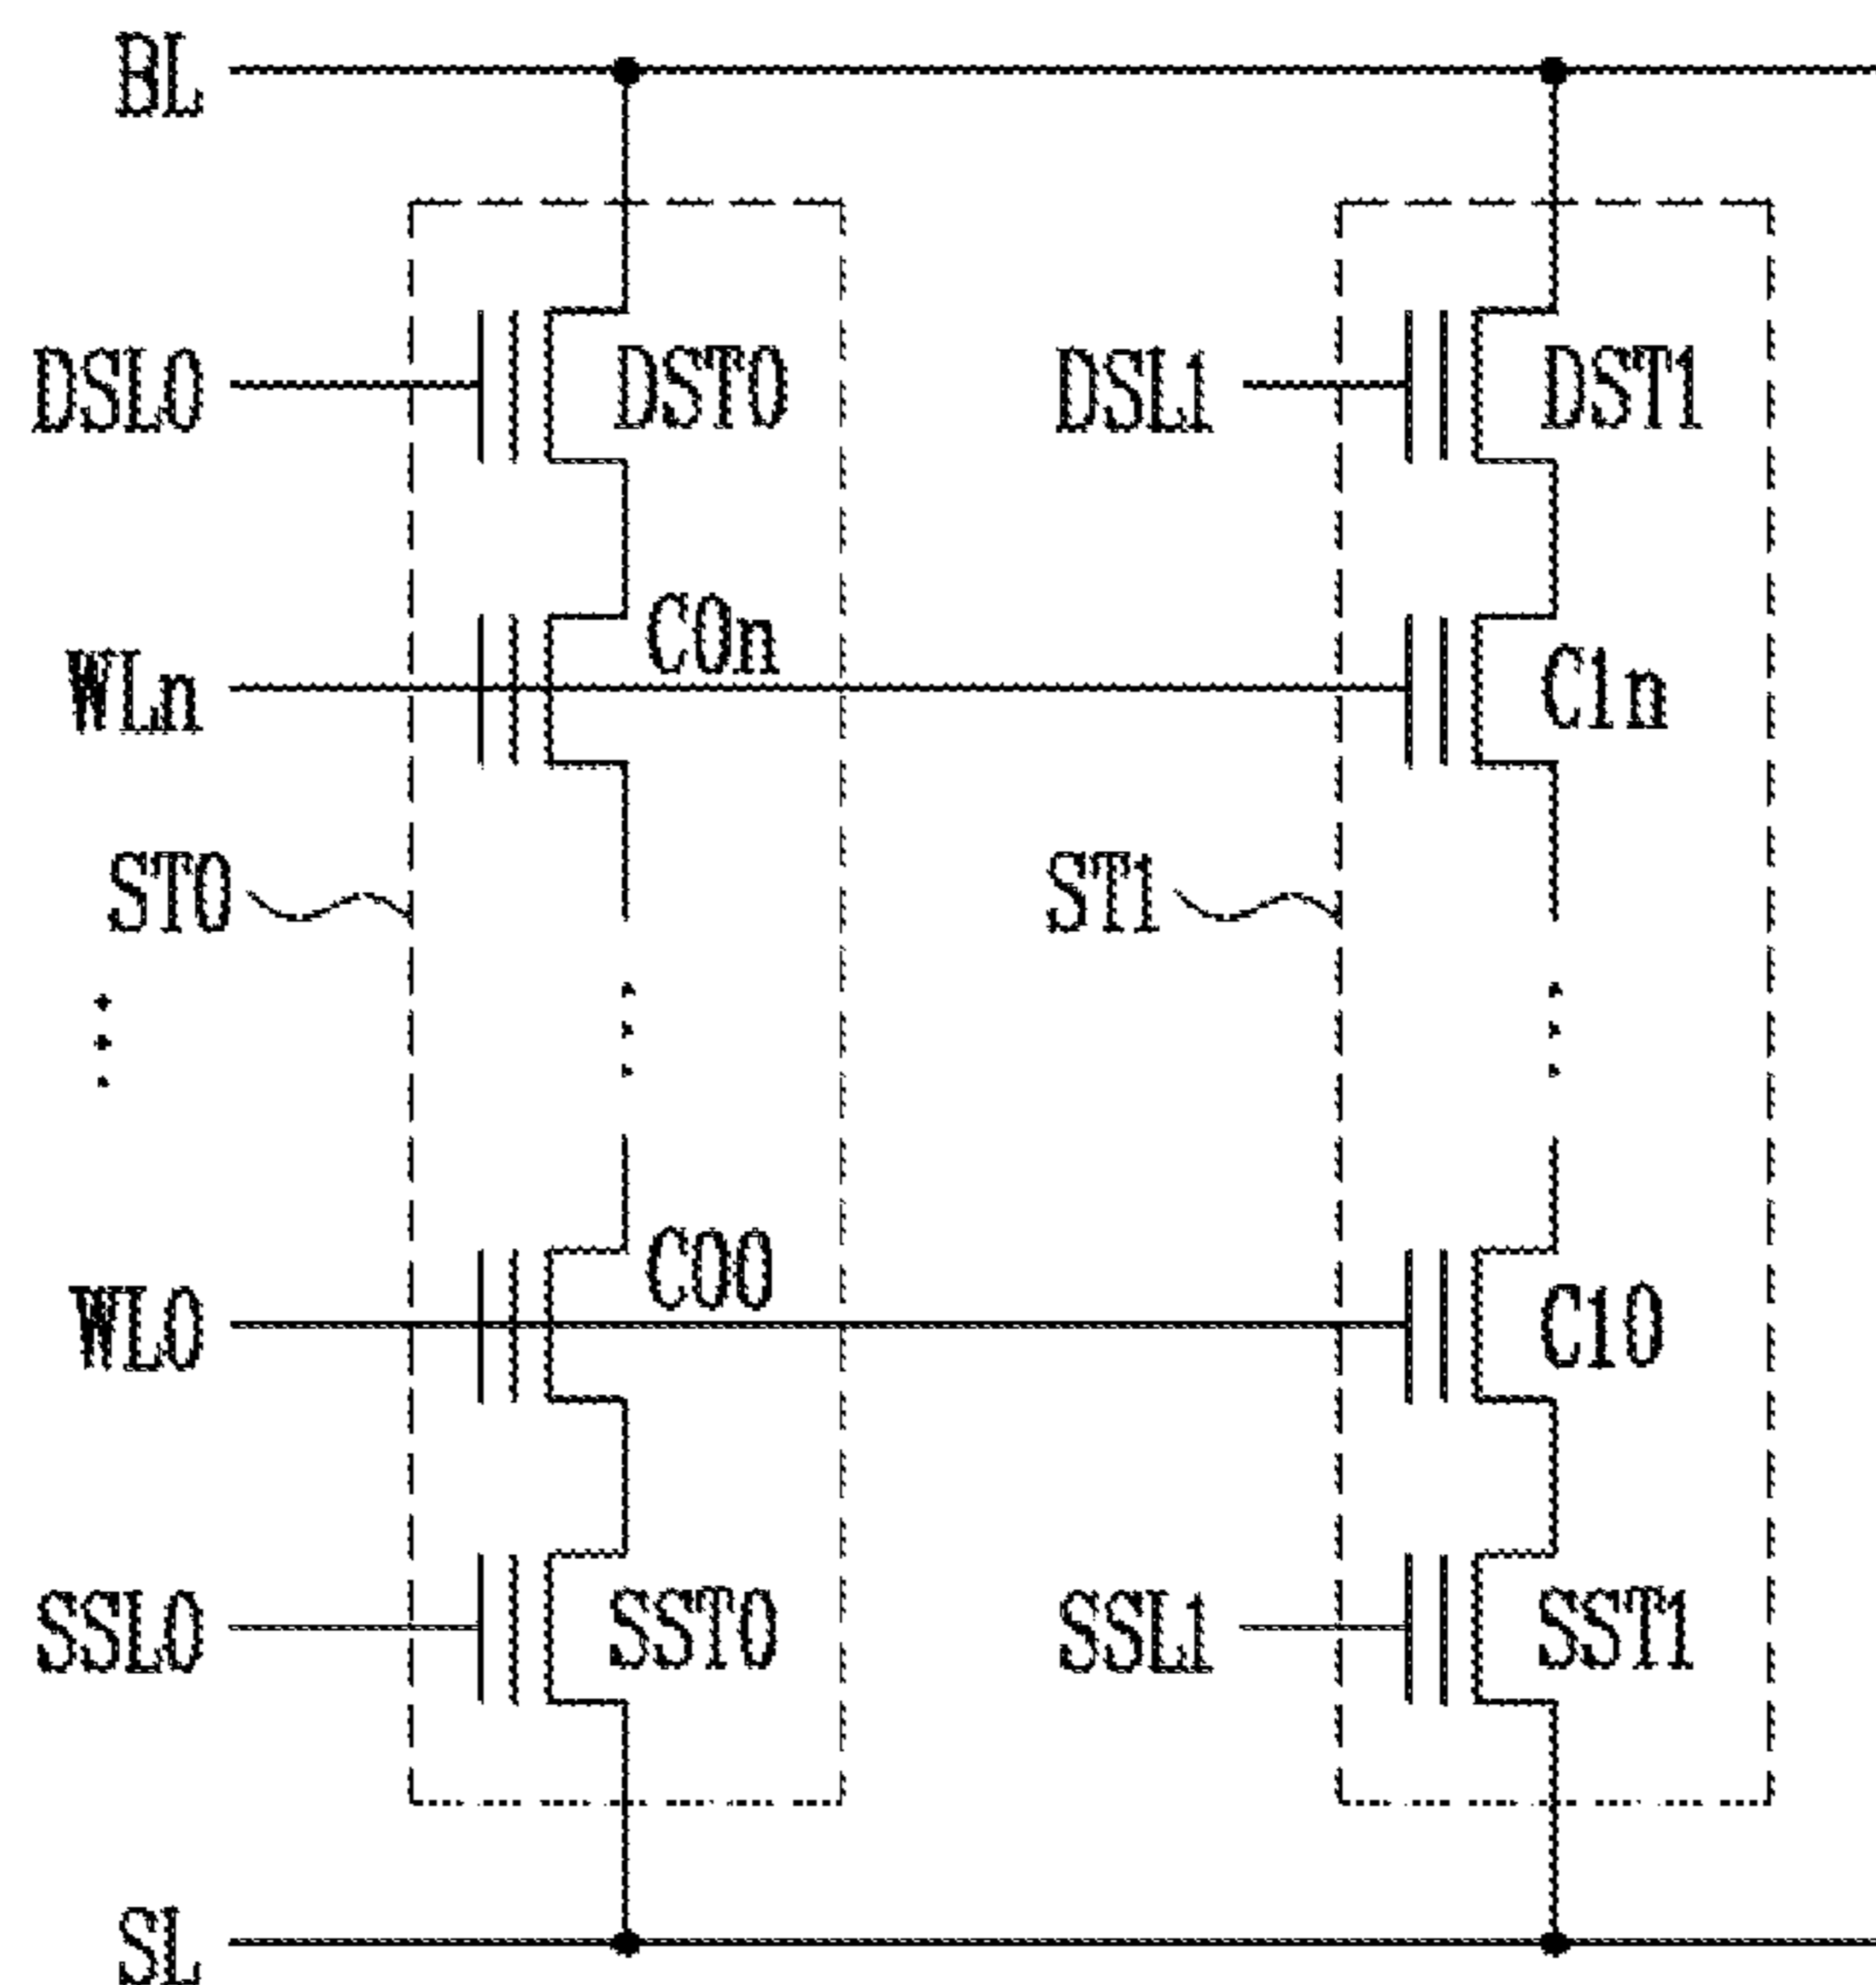 BL
DSL0
DST0
DSL1
DST1
WLn
C0n
C1n
ST0
ST1
WL0
C00
C10
SSL0
SST0
SSL1
SST1
SL